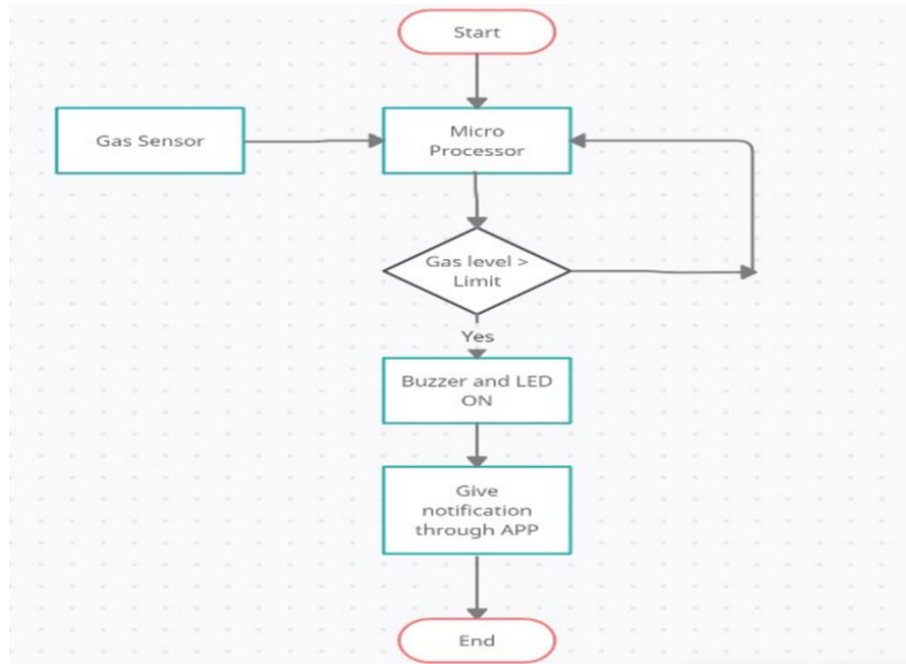 Start
Gas Sensor
Micro
Processor
Gas level >
Limit
Yes
Buzzer and LED
ON
Give
notification
through APP
End